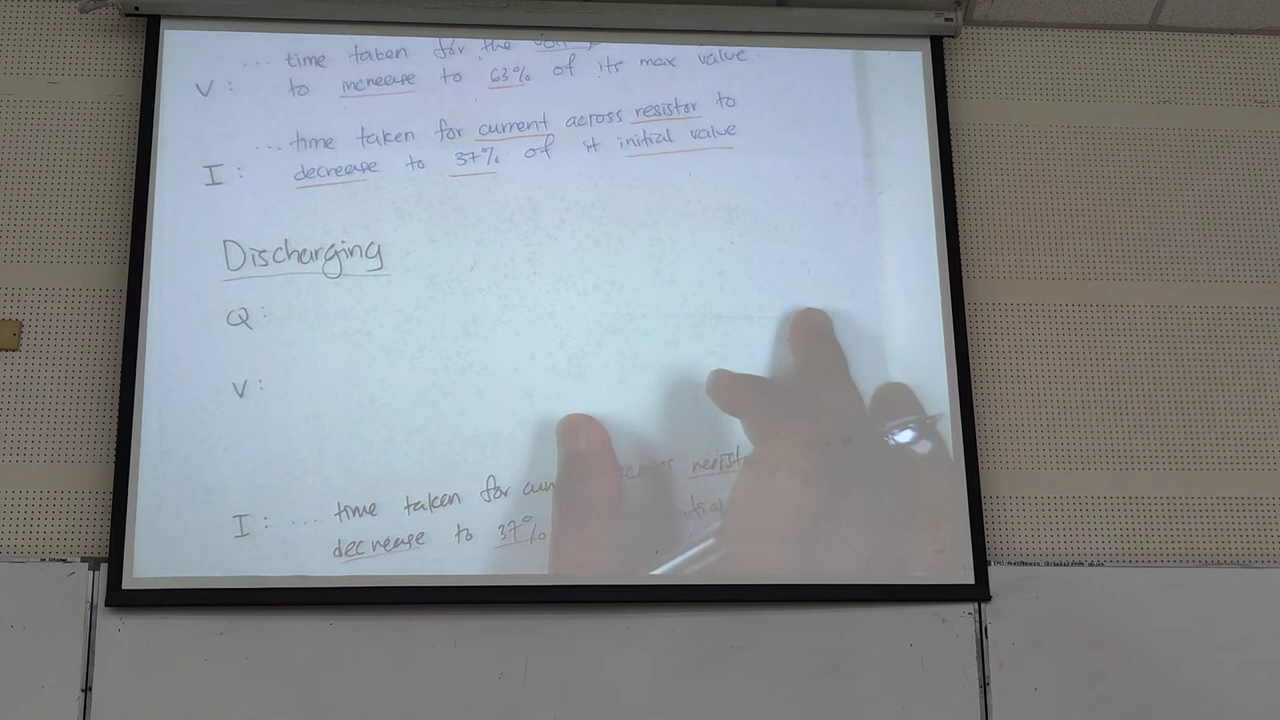 ... time taken for the
V : to increase to 63% of its max value.
... time taken for current across resistor to
I : decrease to 37% of it initial value
Discharging
Q :
V :
I : ... time taken for
decrease to 37%